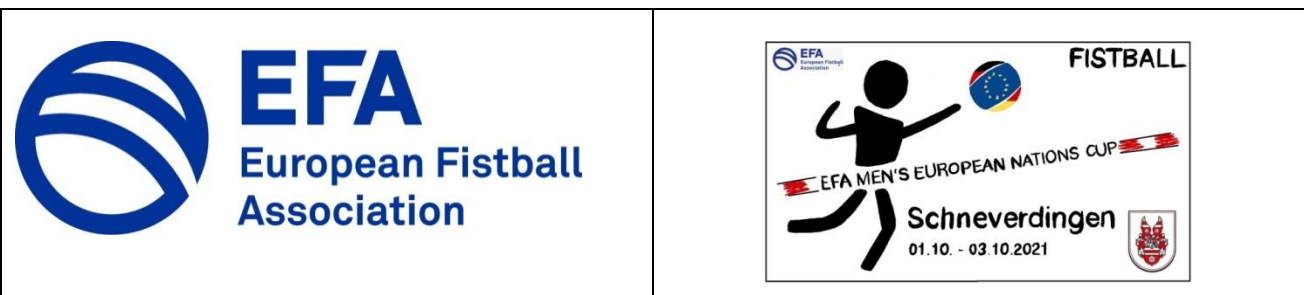 EFA
European Fistball
Association
EFA
European Fistball
Association
FISTBALL
EFA MEN'S EUROPEAN NATIONS CUP
Schneverdingen
01.10. - 03.10.2021